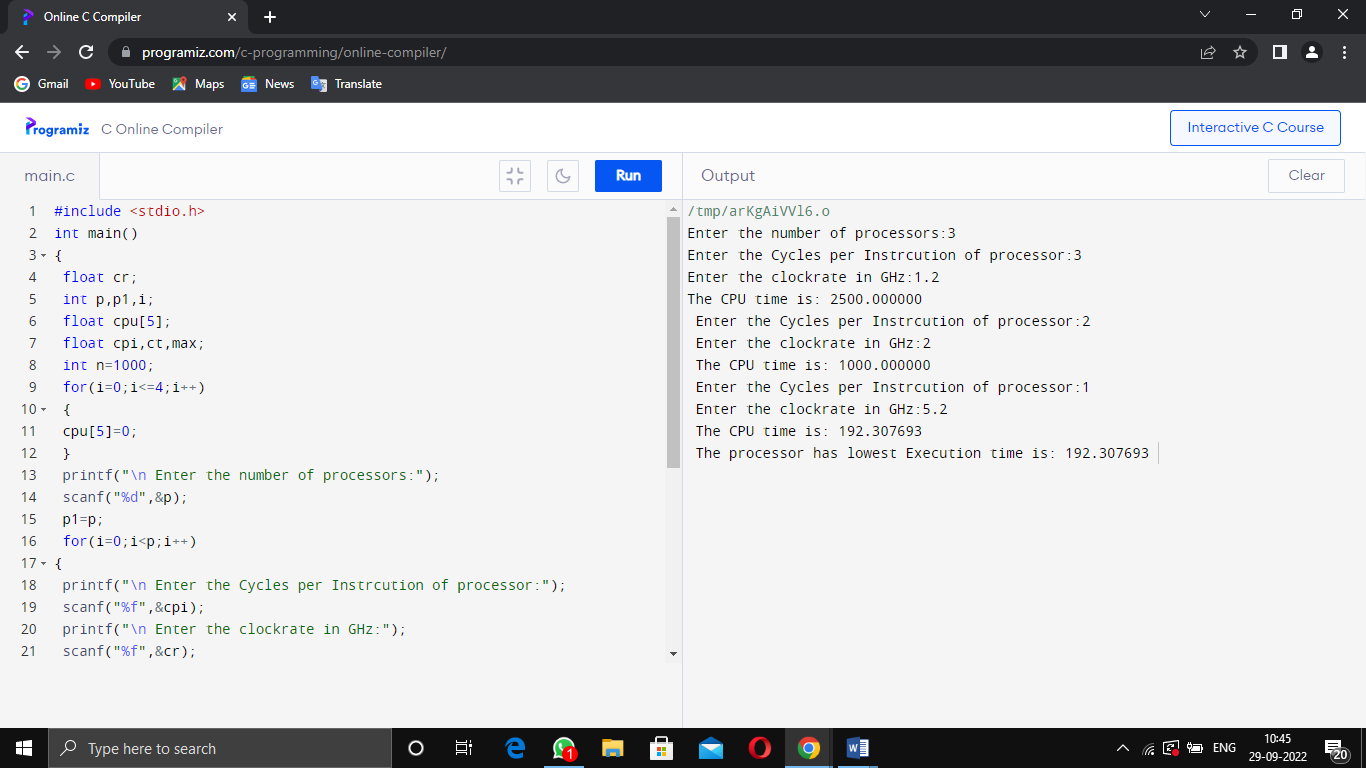 Online C Compiler
programiz.com/c-programming/online-compiler/
Gmail YouTube Maps News Translate
Programiz C Online Compiler Interactive C Course
main.c Run Output Clear
1 #include <stdio.h>
2 int main()
3 {
4 float cr;
5 int p,p1,i;
6 float cpu[5];
7 float cpi,ct,max;
8 int n=1000;
9 for(i=0;i<=4;i++)
10 {
11 cpu[5]=0;
12 }
13 printf("\n Enter the number of processors:");
14 scanf("%d",&p);
15 p1=p;
16 for(i=0;i<p;i++)
17 {
18 printf("\n Enter the Cycles per Instrcution of processor:");
19 scanf("%f",&cpi);
20 printf("\n Enter the clockrate in GHz:");
21 scanf("%f",&cr);
/tmp/arKgAiVVl6.o
Enter the number of processors:3
Enter the Cycles per Instrcution of processor:3
Enter the clockrate in GHz:1.2
The CPU time is: 2500.000000
Enter the Cycles per Instrcution of processor:2
Enter the clockrate in GHz:2
The CPU time is: 1000.000000
Enter the Cycles per Instrcution of processor:1
Enter the clockrate in GHz:5.2
The CPU time is: 192.307693
The processor has lowest Execution time is: 192.307693
Type here to search
1
ENG
10:45
29-09-2022
20